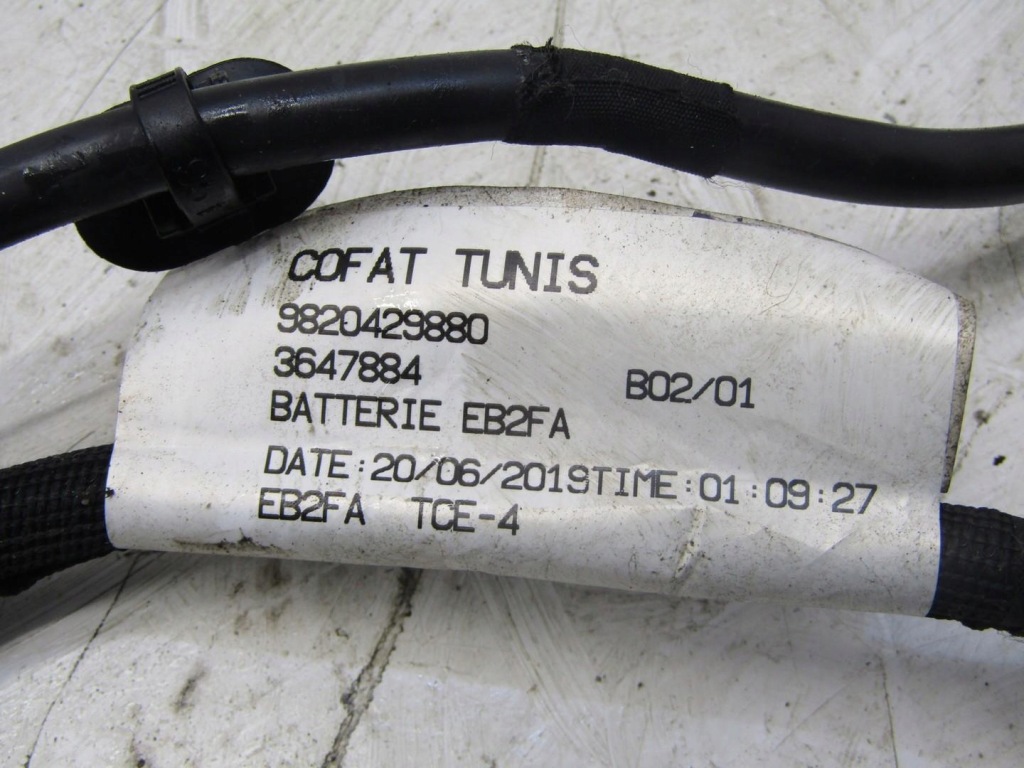 COFAT TUNIS
9820429880
3647884 B02/01
BATTERIE EB2FA
DATE:20/06/2019TIME:01:09:27
EB2FA TCE-4